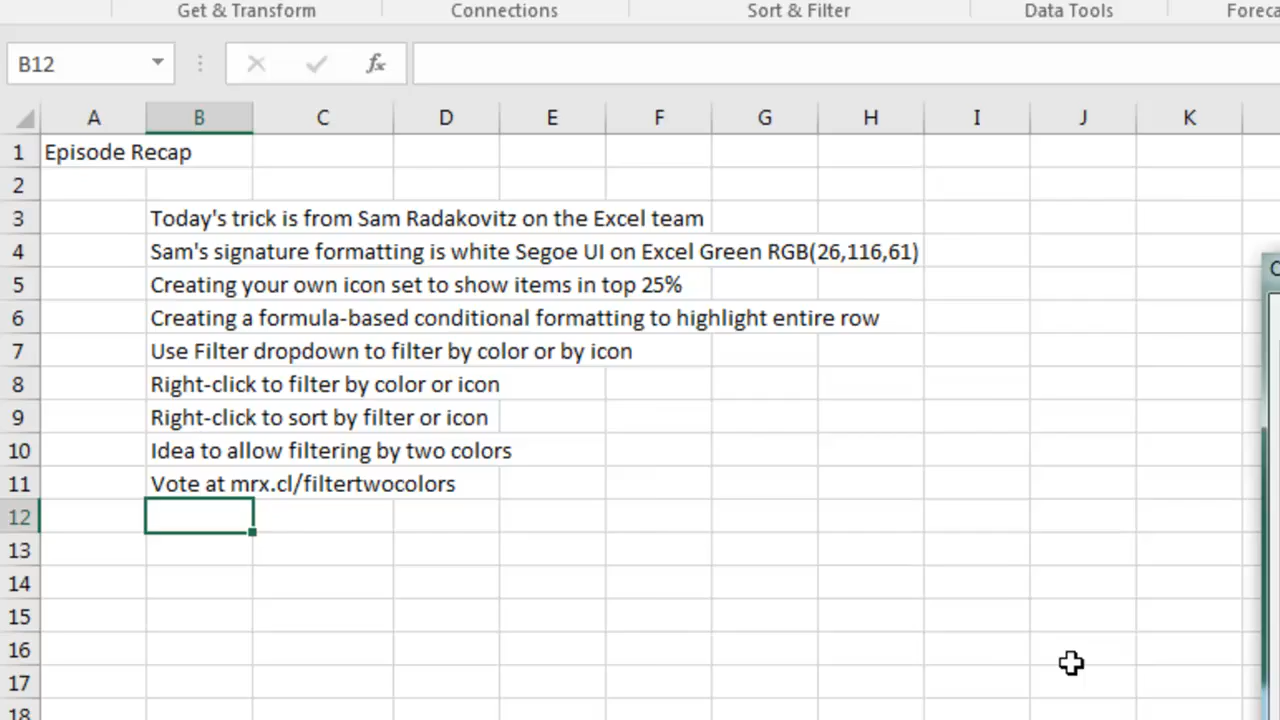 Get & Transform Connections Sort & Filter Data Tools
B12 fx
A B C D E F G H I J K
1 Episode Recap
2
3 Today's trick is from Sam Radakovitz on the Excel team
4 Sam's signature formatting is white Segoe UI on Excel Green RGB(26,116,61)
5 Creating your own icon set to show items in top 25%
6 Creating a formula-based conditional formatting to highlight entire row
7 Use Filter dropdown to filter by color or by icon
8 Right-click to filter by color or icon
9 Right-click to sort by filter or icon
10 Idea to allow filtering by two colors
11 Vote at mrx.cl/filtertwocolors
12
13
14
15
16
17
18